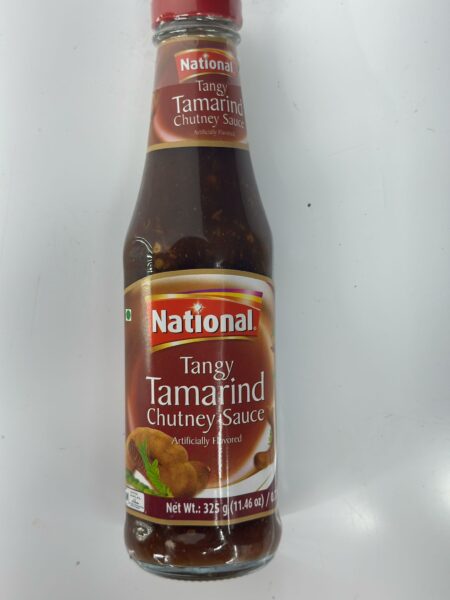 National
Tangy
Tamarind
Chutney Sauce
Artificially Flavored
National
Tangy
Tamarind
Chutney Sauce
Artificially Flavored
Net Wt.: 325 g (11.46 oz) /